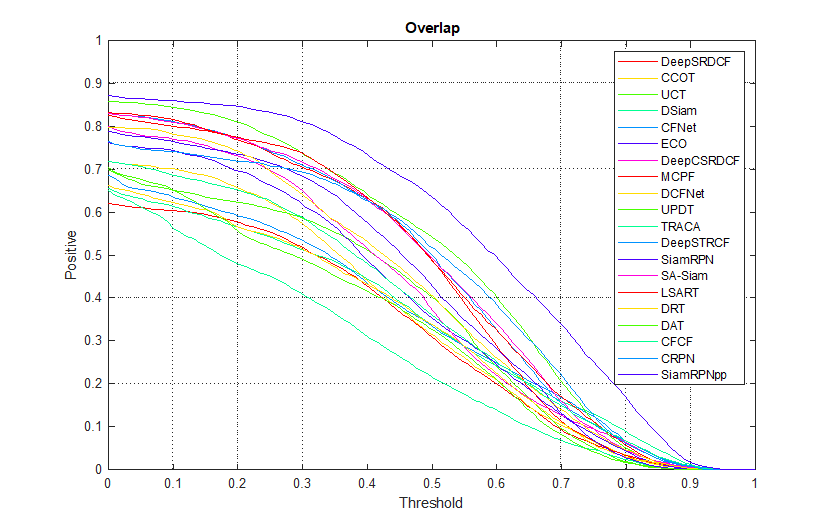 Overlap
1
0.9
0.8
0.7
0.6
0.5
0.4
0.3
0.2
0.1
0
Positive
0 0.1 0.2 0.3 0.4 0.5 0.6 0.7 0.8 0.9 1
Threshold
DeepSRDCF
CCOT
UCT
DSiam
CFNet
ECO
DeepCSRDCF
MCPF
DCFNet
UPDT
TRACA
DeepSTRCF
SiamRPN
SA-Siam
LSART
DRT
DAT
CFCF
CRPN
SiamRPNpp